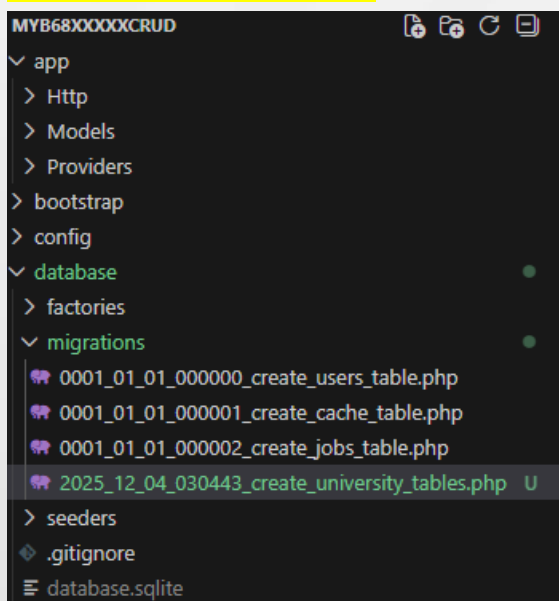 MYB68XXXXXCRUD
app
Http
Models
Providers
bootstrap
config
database
factories
migrations
0001_01_01_000000_create_users_table.php
0001_01_01_000001_create_cache_table.php
0001_01_01_000002_create_jobs_table.php
2025_12_04_030443_create_university_tables.php U
seeders
.gitignore
database.sqlite